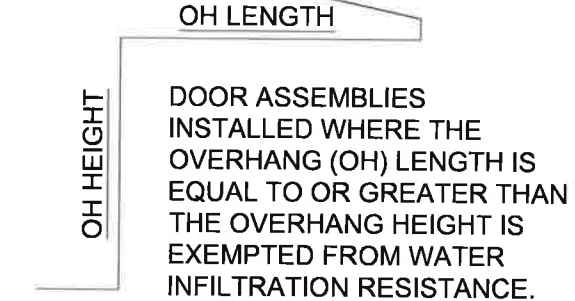 OH LENGTH
OH HEIGHT
DOOR ASSEMBLIES
INSTALLED WHERE THE
OVERHANG (OH) LENGTH IS
EQUAL TO OR GREATER THAN
THE OVERHANG HEIGHT IS
EXEMPTED FROM WATER
INFILTRATION RESISTANCE.